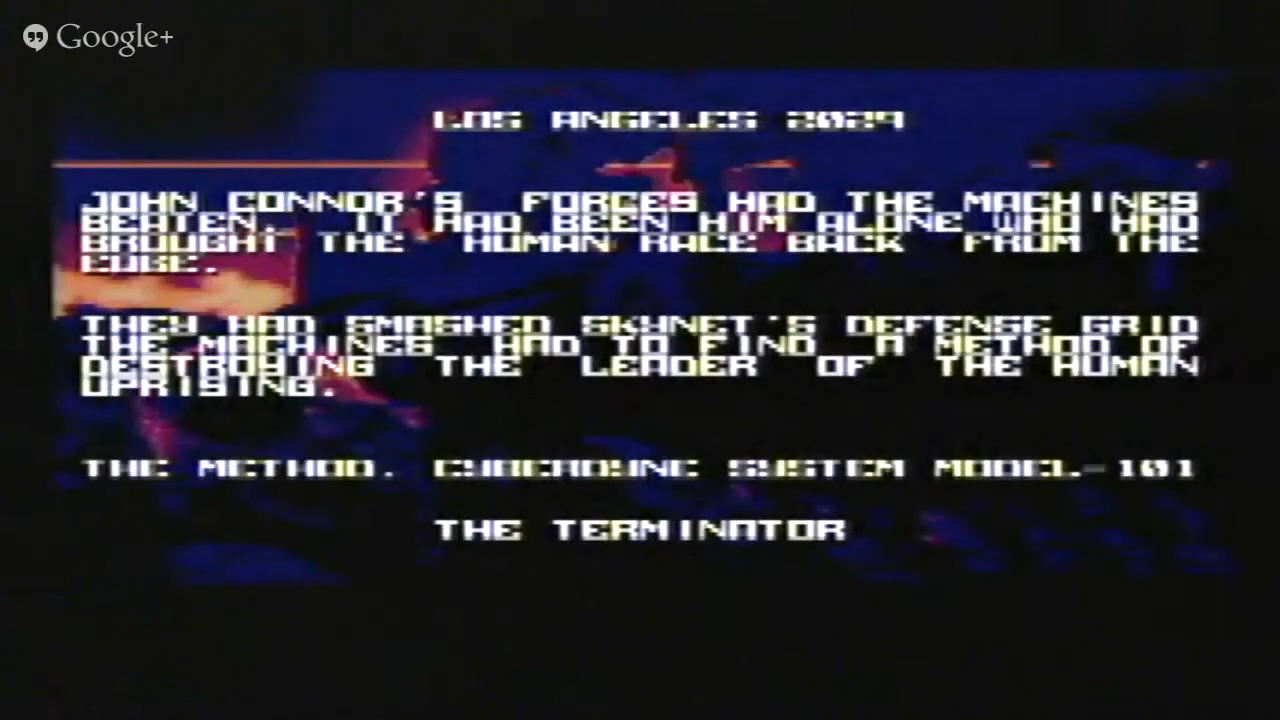 Google+
LOS ANGELES 2029
JOHN CONNOR'S FORCES HAD THE MACHINES
BEATEN. IT HAD BEEN HIM ALONE WHO HAD
BROUGHT THE HUMAN RACE BACK FROM THE
EDGE.
THEY HAD SMASHED SKYNET'S DEFENSE GRID
THE MACHINES HAD TO FIND A METHOD OF
DESTROYING THE LEADER OF THE HUMAN
UPRISING.
THE METHOD. CYBERDYNE SYSTEM MODEL-101
THE TERMINATOR